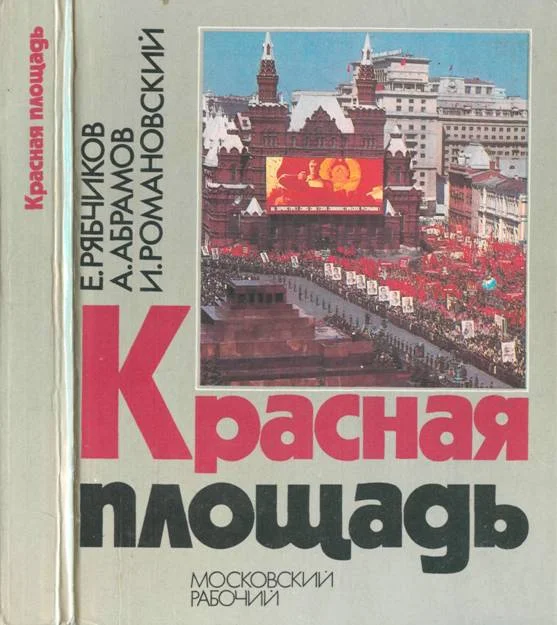 Красная площадь
Е.РЯБЧИКОВ
А.АБРАМОВ
И.РОМАНОВСКИЙ
Красная
площадь
МОСКОВСКИЙ
РАБОЧИЙ